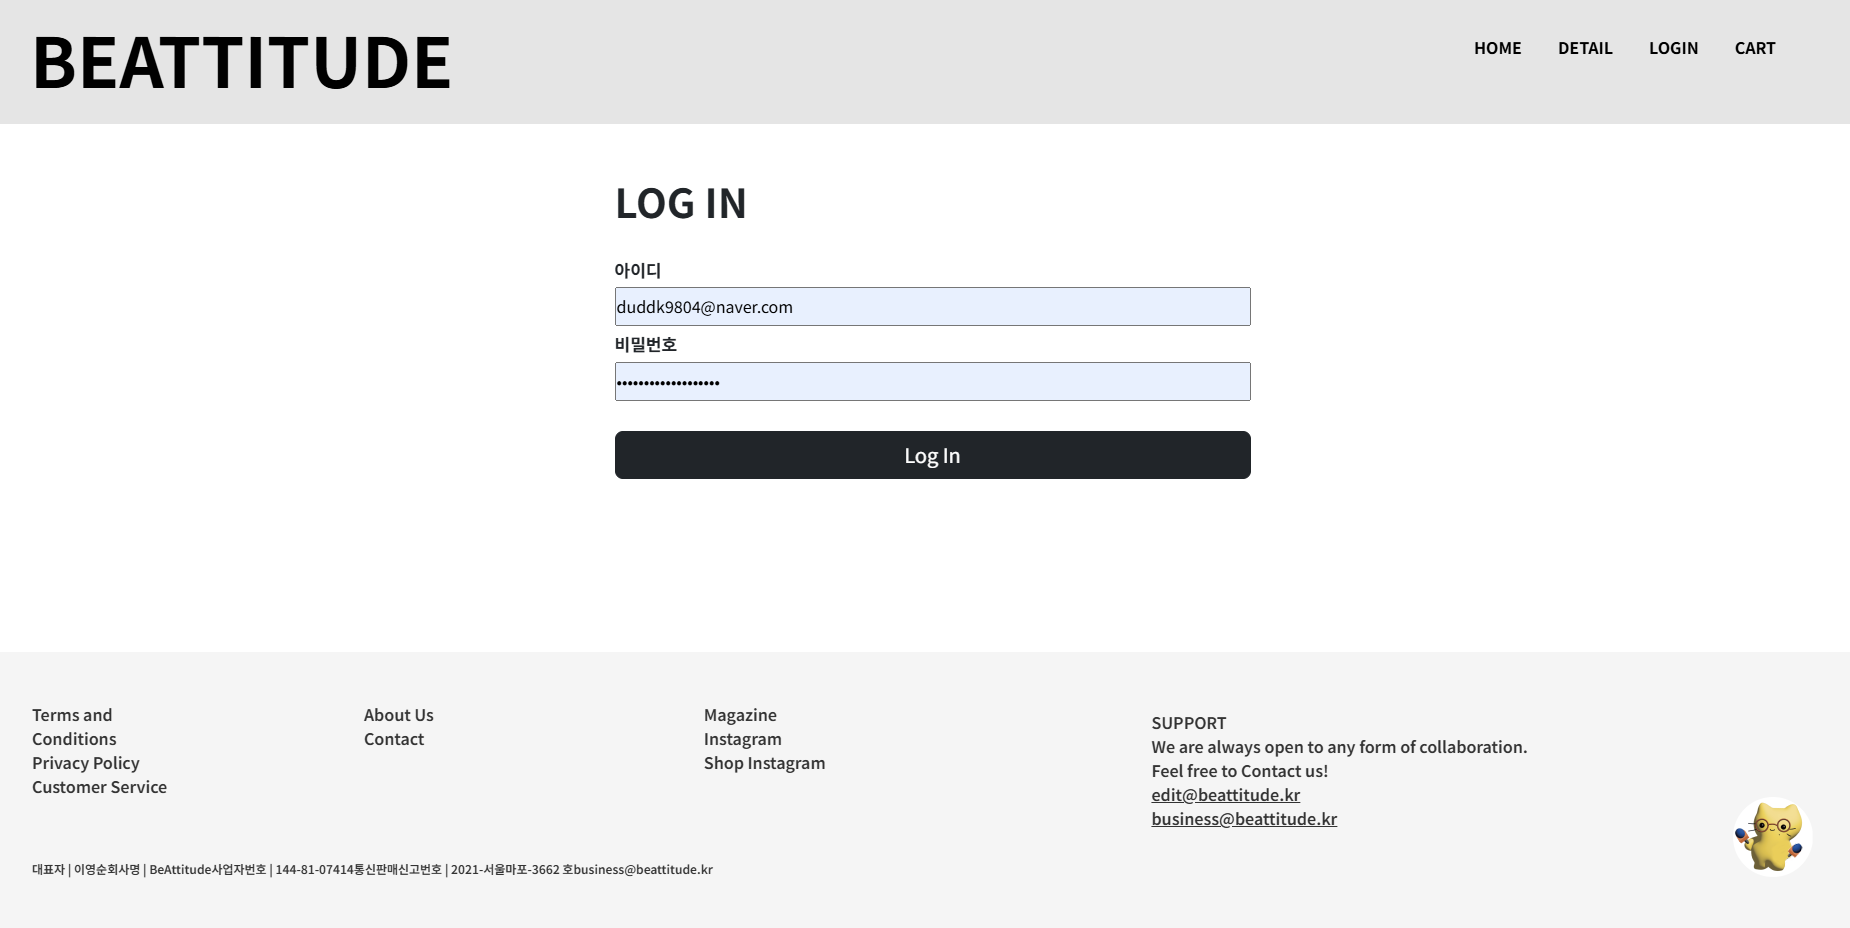 BEATTITUDE
HOME DETAIL LOGIN CART
LOG IN
아이디
duddk9804@naver.com
비밀번호
•••••••••••••••••••
Log In
Terms and
Conditions
Privacy Policy
Customer Service
About Us
Contact
Magazine
Instagram
Shop Instagram
SUPPORT
We are always open to any form of collaboration.
Feel free to Contact us!
edit@beattitude.kr
business@beattitude.kr
대표자 | 이영순회사명 | BeAttitude사업자번호 | 144-81-07414통신판매신고번호 | 2021-서울마포-3662 호business@beattitude.kr